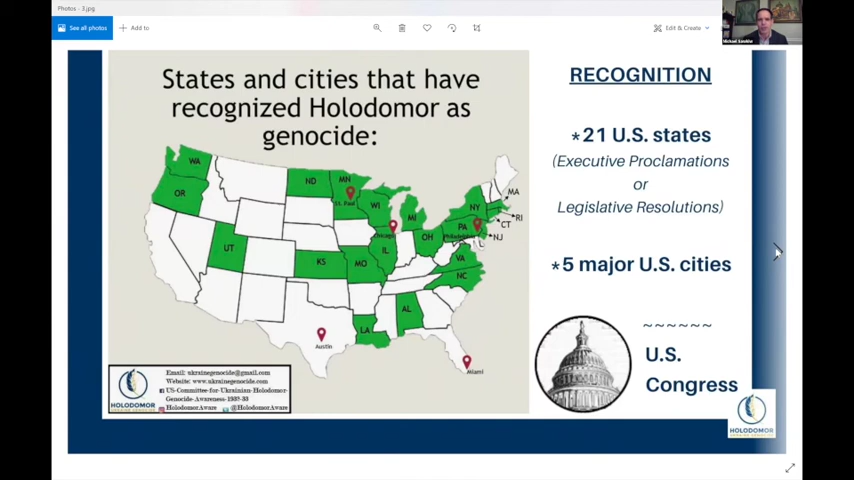 Photos - 3.jpg
See all photos
Add to
Edit & Create
States and cities that have
recognized Holodomor as
genocide:
WA
OR
UT
ND
MN
St. Paul
WI
Chicago
MI
IL
KS
MO
OH
PA
Philadelphia
NY
MA
RI
CT
NJ
VA
NC
AL
LA
Austin
Miami
Email: ukrainegenocide@gmail.com
Website: www.ukrainegenocide.com
US-Committee-for-Ukrainian-Holodomor-
Genocide-Awareness-1932-33
HolodomorAware
@HolodomorAware
HOLODOMOR
RECOGNITION
*21 U.S. states
(Executive Proclamations
or
Legislative Resolutions)
*5 major U.S. cities
~~~~~~
U.S.
Congress
HOLODOMOR